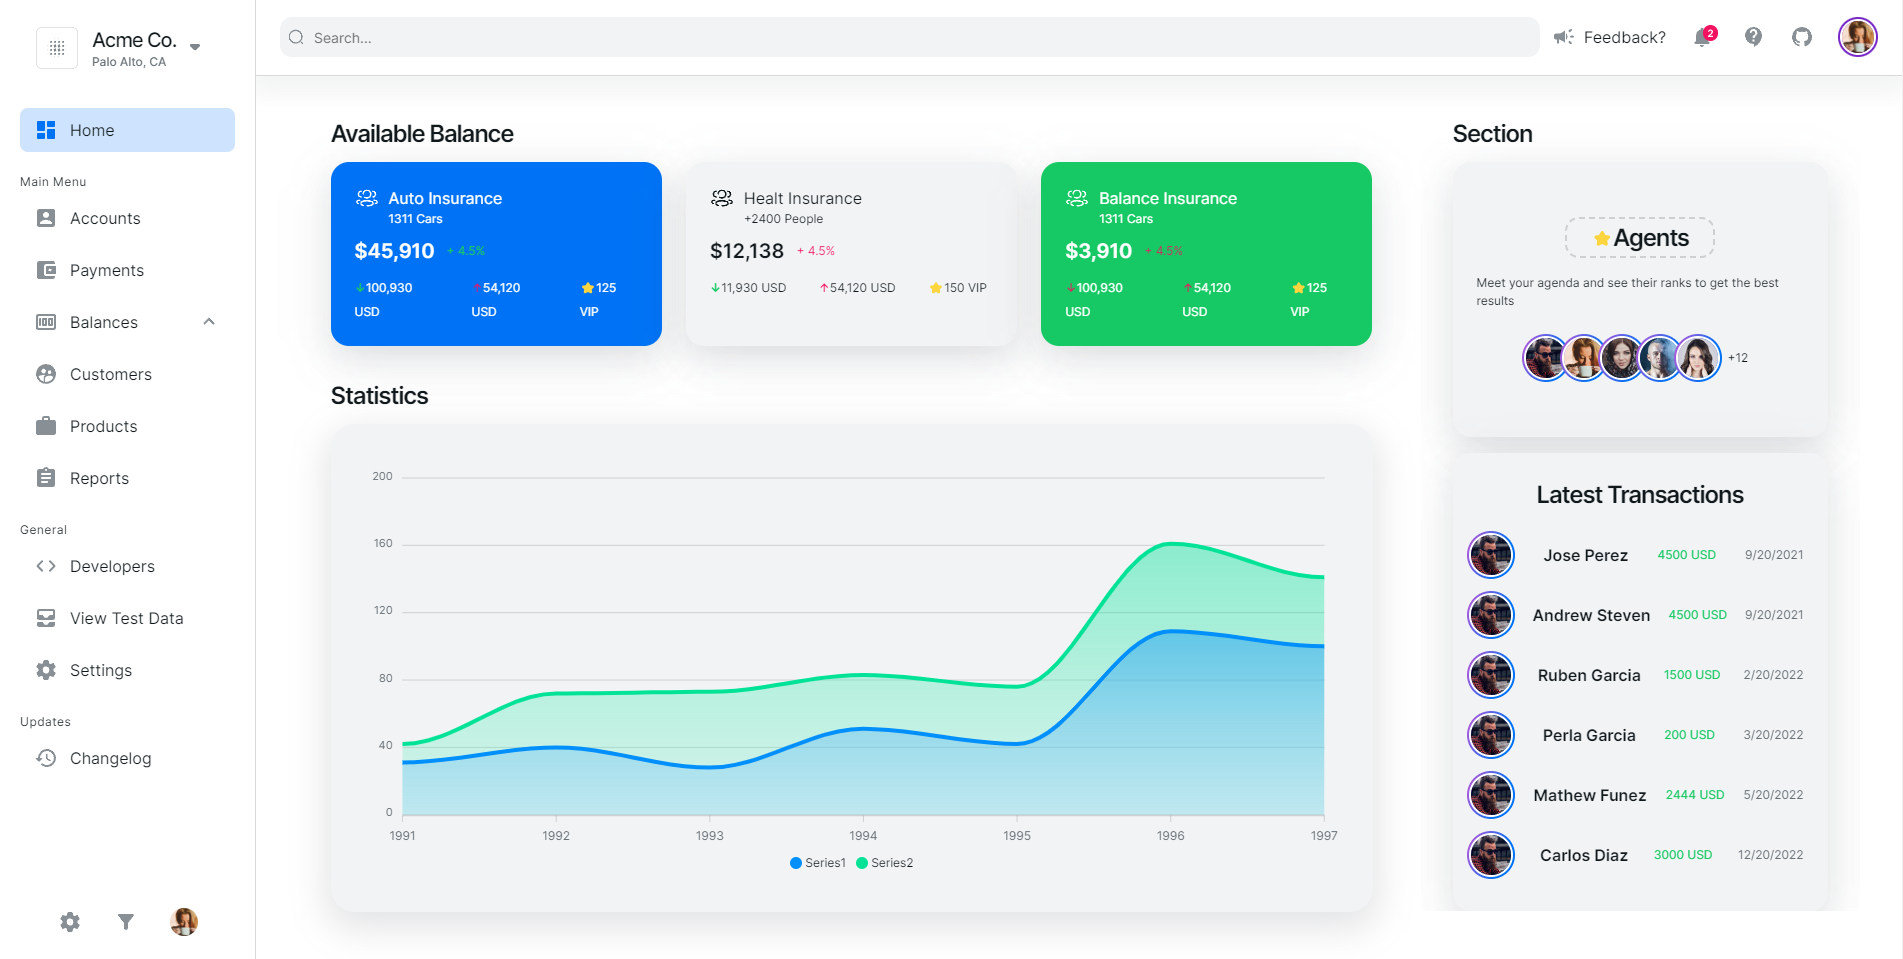 Acme Co.
Palo Alto, CA
Home
Main Menu
Accounts
Payments
Balances
Customers
Products
Reports
General
Developers
View Test Data
Settings
Updates
Changelog
Search...
Feedback?
2
Available Balance
Auto Insurance
1311 Cars
$45,910 + 4.5%
↓100,930 USD
↑54,120 USD
⭐125 VIP
Healt Insurance
+2400 People
$12,138 + 4.5%
↓11,930 USD ↑54,120 USD ⭐150 VIP
Balance Insurance
1311 Cars
$3,910 + 4.5%
↓100,930 USD
↑54,120 USD
⭐125 VIP
Statistics
200
160
120
80
40
0
1991 1992 1993 1994 1995 1996 1997
Series1 Series2
Section
⭐Agents
Meet your agenda and see their ranks to get the best
results
+12
Latest Transactions
Jose Perez 4500 USD 9/20/2021
Andrew Steven 4500 USD 9/20/2021
Ruben Garcia 1500 USD 2/20/2022
Perla Garcia 200 USD 3/20/2022
Mathew Funez 2444 USD 5/20/2022
Carlos Diaz 3000 USD 12/20/2022